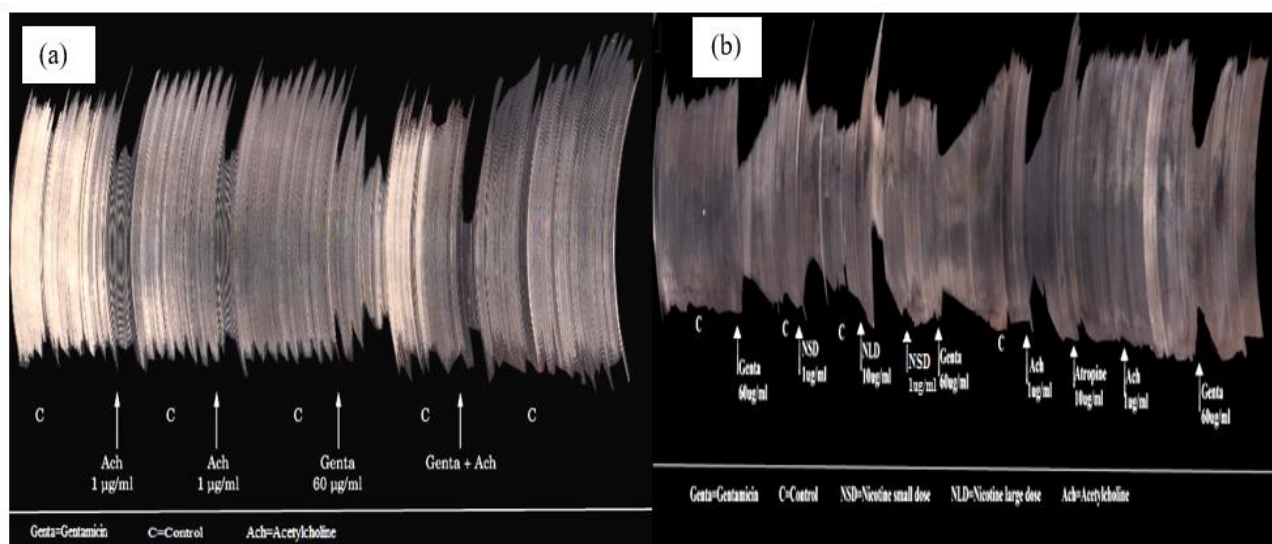 (a)
C
Ach
1 µg/ml
C
Ach
1 µg/ml
C
Genta
60 µg/ml
C
Genta + Ach
C
Genta=Gentamicin C=Control Ach=Acetylcholine
(b)
C
Genta
60ug/ml
C
NSD
1ug/ml
C
NLD
10ug/ml
NSD
1ug/ml
Genta
60ug/ml
C
Ach
1ug/ml
Atropine
10ug/ml
Ach
1ug/ml
Genta
60ug/ml
Genta=Gentamicin C=Control NSD=Nicotine small dose NLD=Nicotine large dose Ach=Acetylcholine